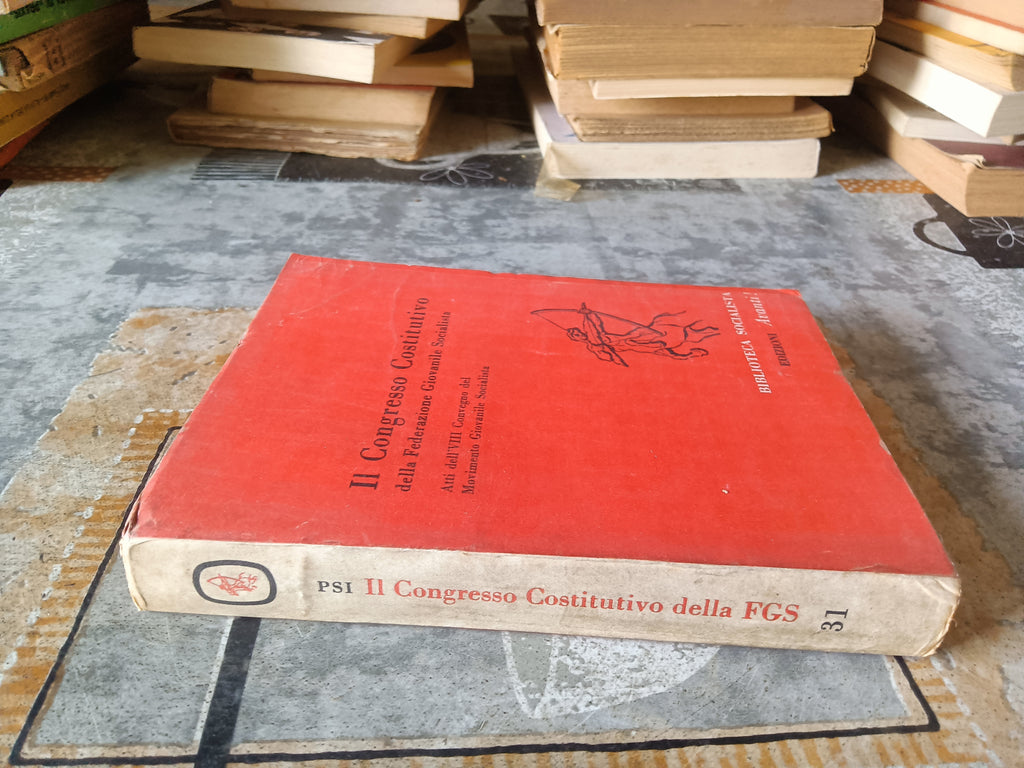 Il Congresso Costitutivo
della Federazione Giovanile Socialista
Atti dell'VIII Convegno del
Movimento Giovanile Socialista
BIBLIOTECA SOCIALISTA
EDIZIONI Avanti!
PSI Il Congresso Costitutivo della FGS 31